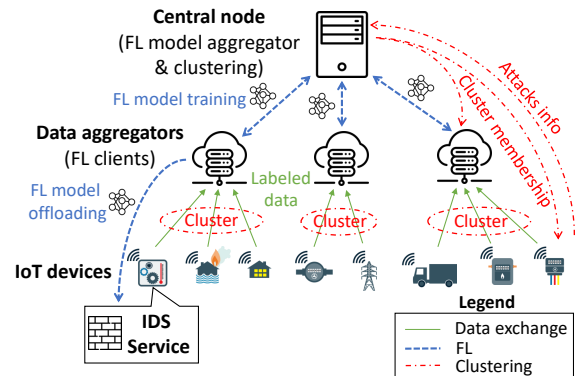 Central node
(FL model aggregator
& clustering)
FL model training
Attacks info
Cluster membership
Data aggregators
(FL clients)
FL model
offloading
Labeled
data
Cluster
Cluster
Cluster
IoT devices
IDS
Service
Legend
Data exchange
FL
Clustering